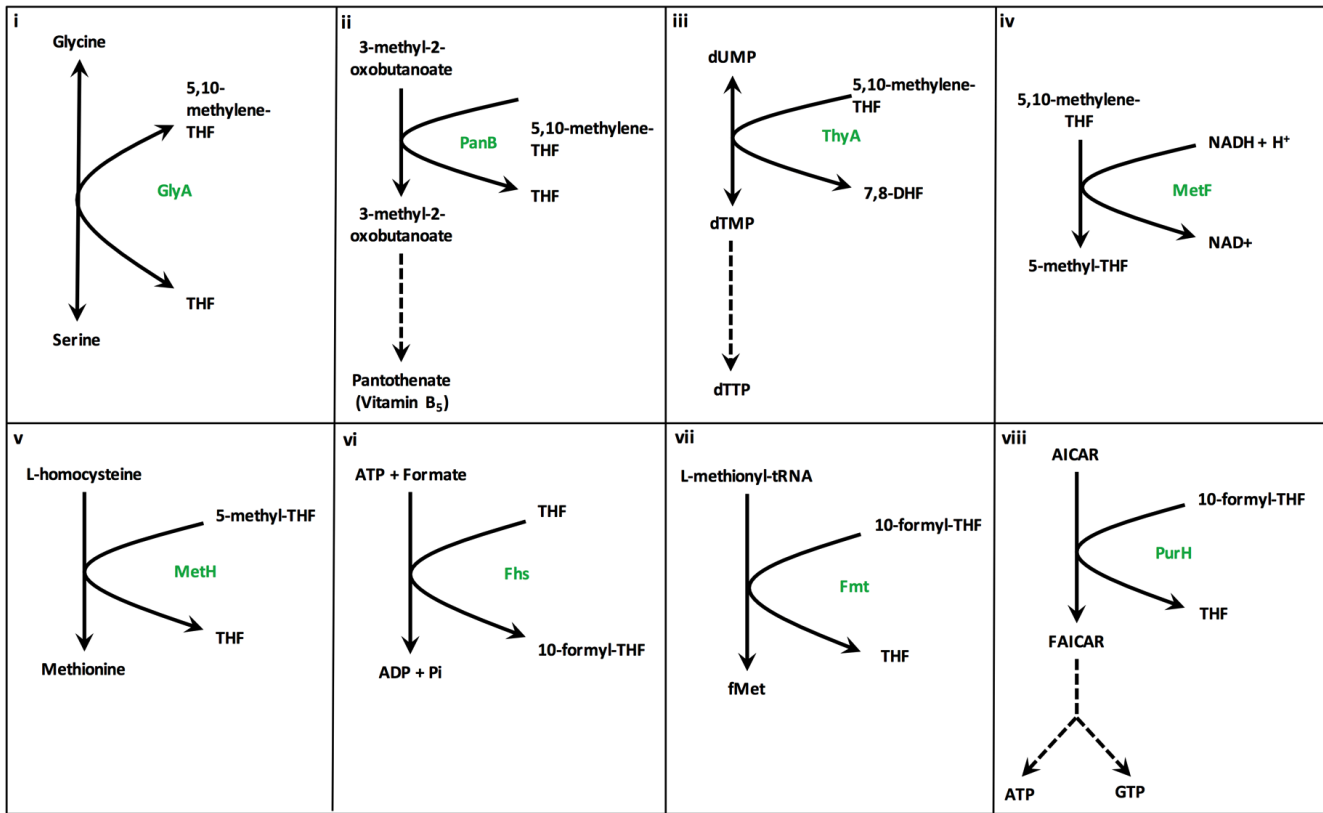 i
Glycine
5,10-
methylene-
THF
GlyA
THF
Serine
ii
3-methyl-2-
oxobutanoate
5,10-methylene-
THF
PanB
THF
3-methyl-2-
oxobutanoate
Pantothenate
(Vitamin B₅)
iii
dUMP
5,10-methylene-
THF
ThyA
7,8-DHF
dTMP
dTTP
iv
5,10-methylene-
THF
NADH + H⁺
MetF
NAD+
5-methyl-THF
v
L-homocysteine
5-methyl-THF
MetH
THF
Methionine
vi
ATP + Formate
THF
Fhs
10-formyl-THF
ADP + Pi
vii
L-methionyl-tRNA
10-formyl-THF
Fmt
THF
fMet
viii
AICAR
10-formyl-THF
PurH
THF
FAICAR
ATP
GTP